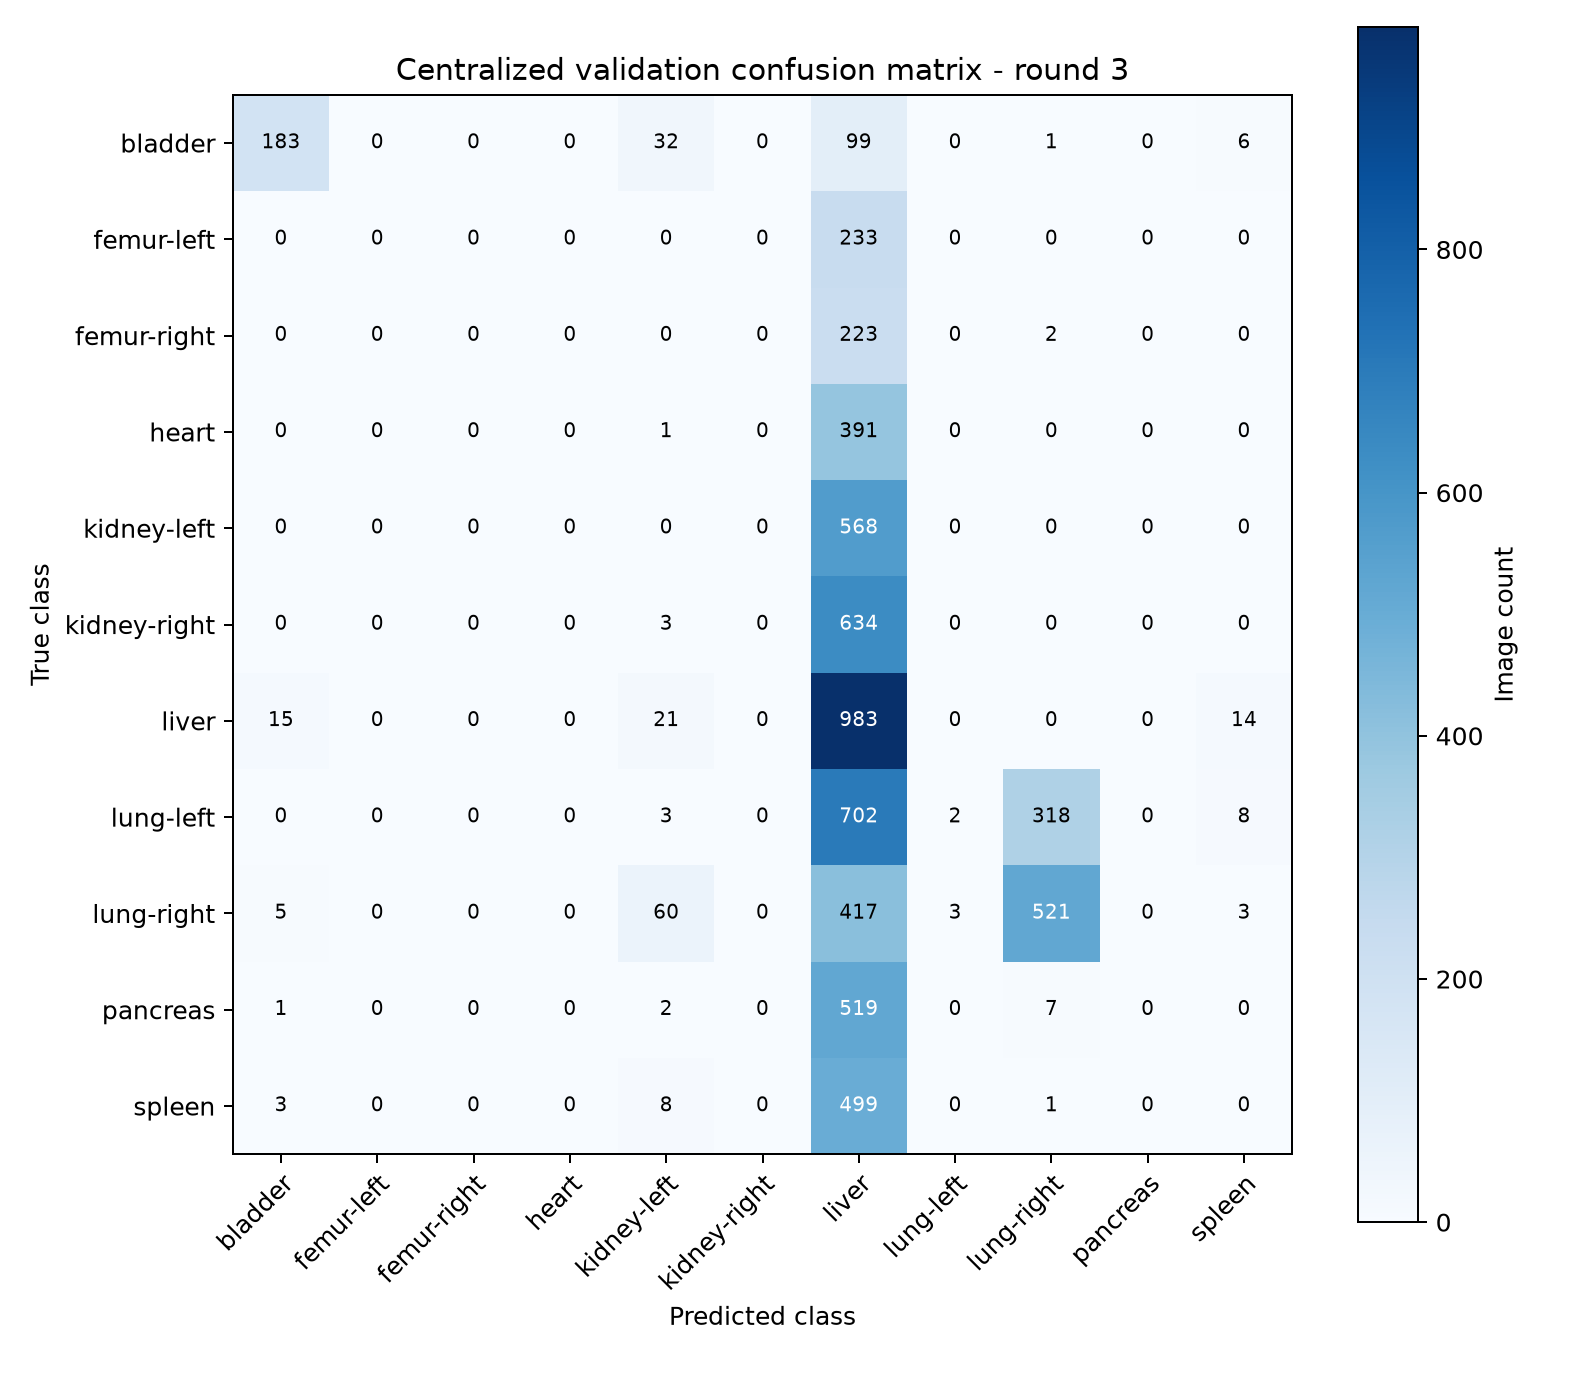 Centralized validation confusion matrix - round 3
bladder 183 0 0 0 32 0 99 0 1 0 6
femur-left 0 0 0 0 0 0 233 0 0 0 0
femur-right 0 0 0 0 0 0 223 0 2 0 0
heart 0 0 0 0 1 0 391 0 0 0 0
kidney-left 0 0 0 0 0 0 568 0 0 0 0
kidney-right 0 0 0 0 3 0 634 0 0 0 0
liver 15 0 0 0 21 0 983 0 0 0 14
lung-left 0 0 0 0 3 0 702 2 318 0 8
lung-right 5 0 0 0 60 0 417 3 521 0 3
pancreas 1 0 0 0 2 0 519 0 7 0 0
spleen 3 0 0 0 8 0 499 0 1 0 0
bladder femur-left femur-right heart kidney-left kidney-right liver lung-left lung-right pancreas spleen
Predicted class
True class
800
600
400
200
0
Image count